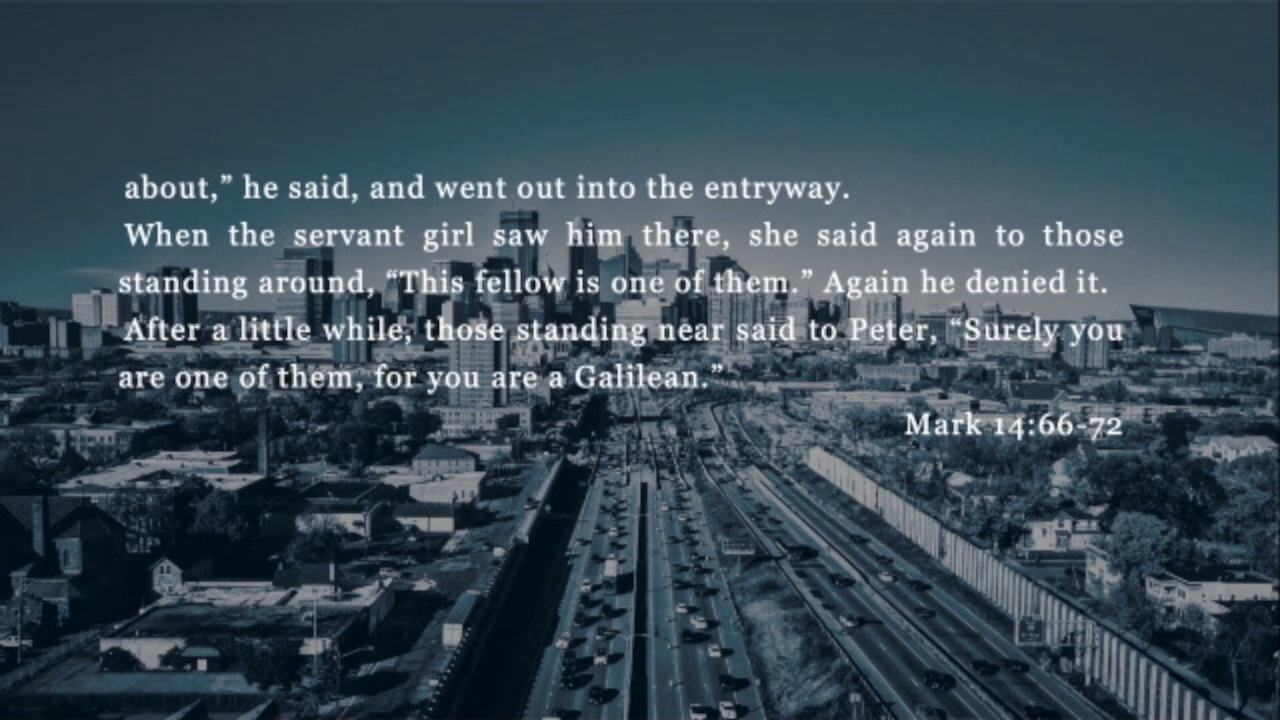 about,” he said, and went out into the entryway.
When the servant girl saw him there, she said again to those
standing around, “This fellow is one of them.” Again he denied it.
After a little while, those standing near said to Peter, “Surely you
are one of them, for you are a Galilean.”
Mark 14:66-72